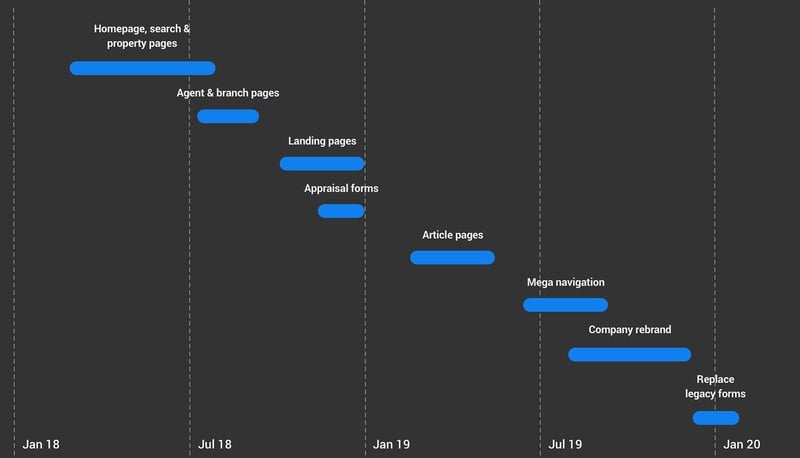 Homepage, search &
property pages
Agent & branch pages
Landing pages
Appraisal forms
Article pages
Mega navigation
Company rebrand
Replace
legacy forms
Jan 18
Jul 18
Jan 19
Jul 19
Jan 20